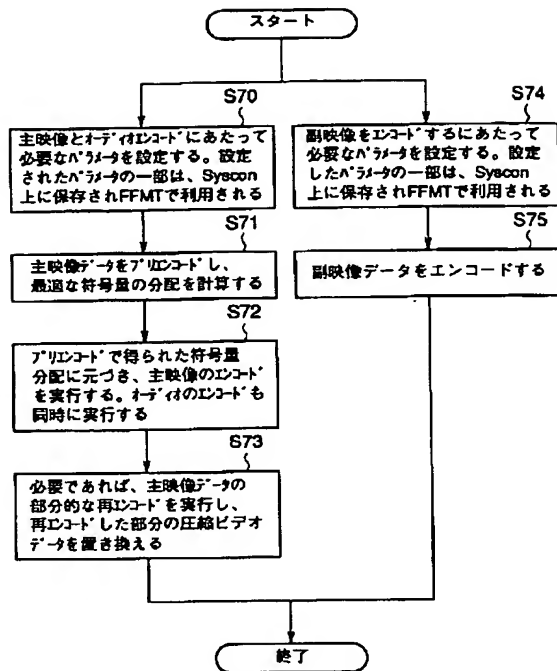 スタート
S70
主映像とオーディオエンコードにあたって
必要なパラメータを設定する。設定
されたパラメータの一部は、Syscon
上に保存されFFMTで利用される
S71
主映像データをプリエンコードし、
最適な符号量の分配を計算する
S72
プリエンコードで得られた符号量
分配に元づき、主映像のエンコード
を実行する。オーディオのエンコードも
同時に実行する
S73
必要であれば、主映像データの
部分的な再エンコードを実行し、
再エンコードした部分の圧縮ビデオ
データを置き換える
S74
副映像をエンコードするにあたって
必要なパラメータを設定する。設定
したパラメータの一部は、Syscon
上に保存されFFMTで利用される
S75
副映像データをエンコードする
終了